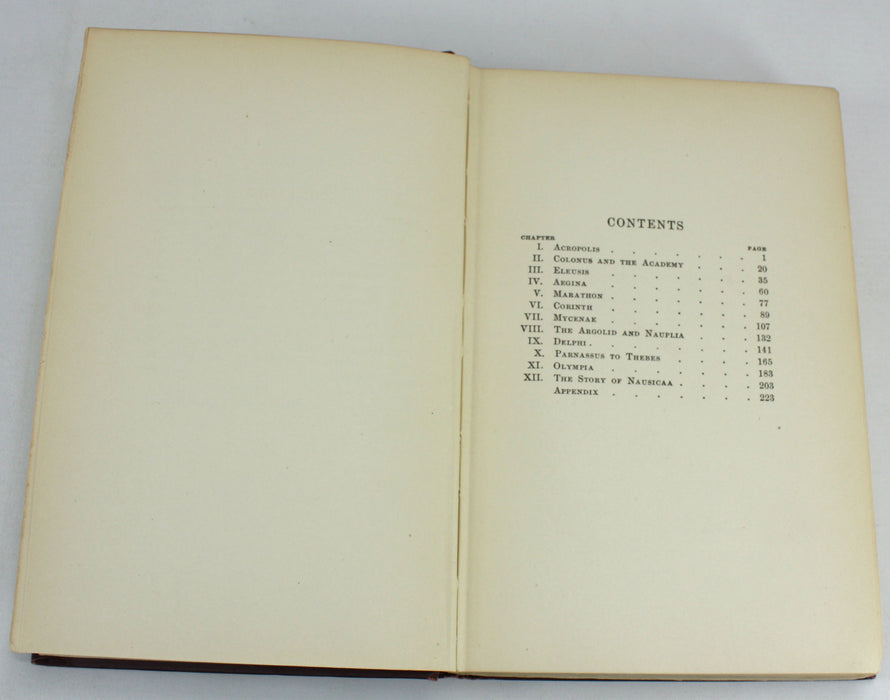 CONTENTS
CHAPTER PAGE
I. ACROPOLIS . . . . . . . 1
II. COLONUS AND THE ACADEMY . . . 20
III. ELEUSIS . . . . . . 35
IV. AEGINA . . . . . . 60
V. MARATHON . . . . . . 77
VI. CORINTH . . . . . . 89
VII. MYCENAE . . . . . . 107
VIII. THE ARGOLID AND NAUPLIA . . . 132
IX. DELPHI . . . . . . . 141
X. PARNASSUS TO THEBES . . . . 165
XI. OLYMPIA . . . . . . 183
XII. THE STORY OF NAUSICAA . . . . 203
APPENDIX . . . . . . 223